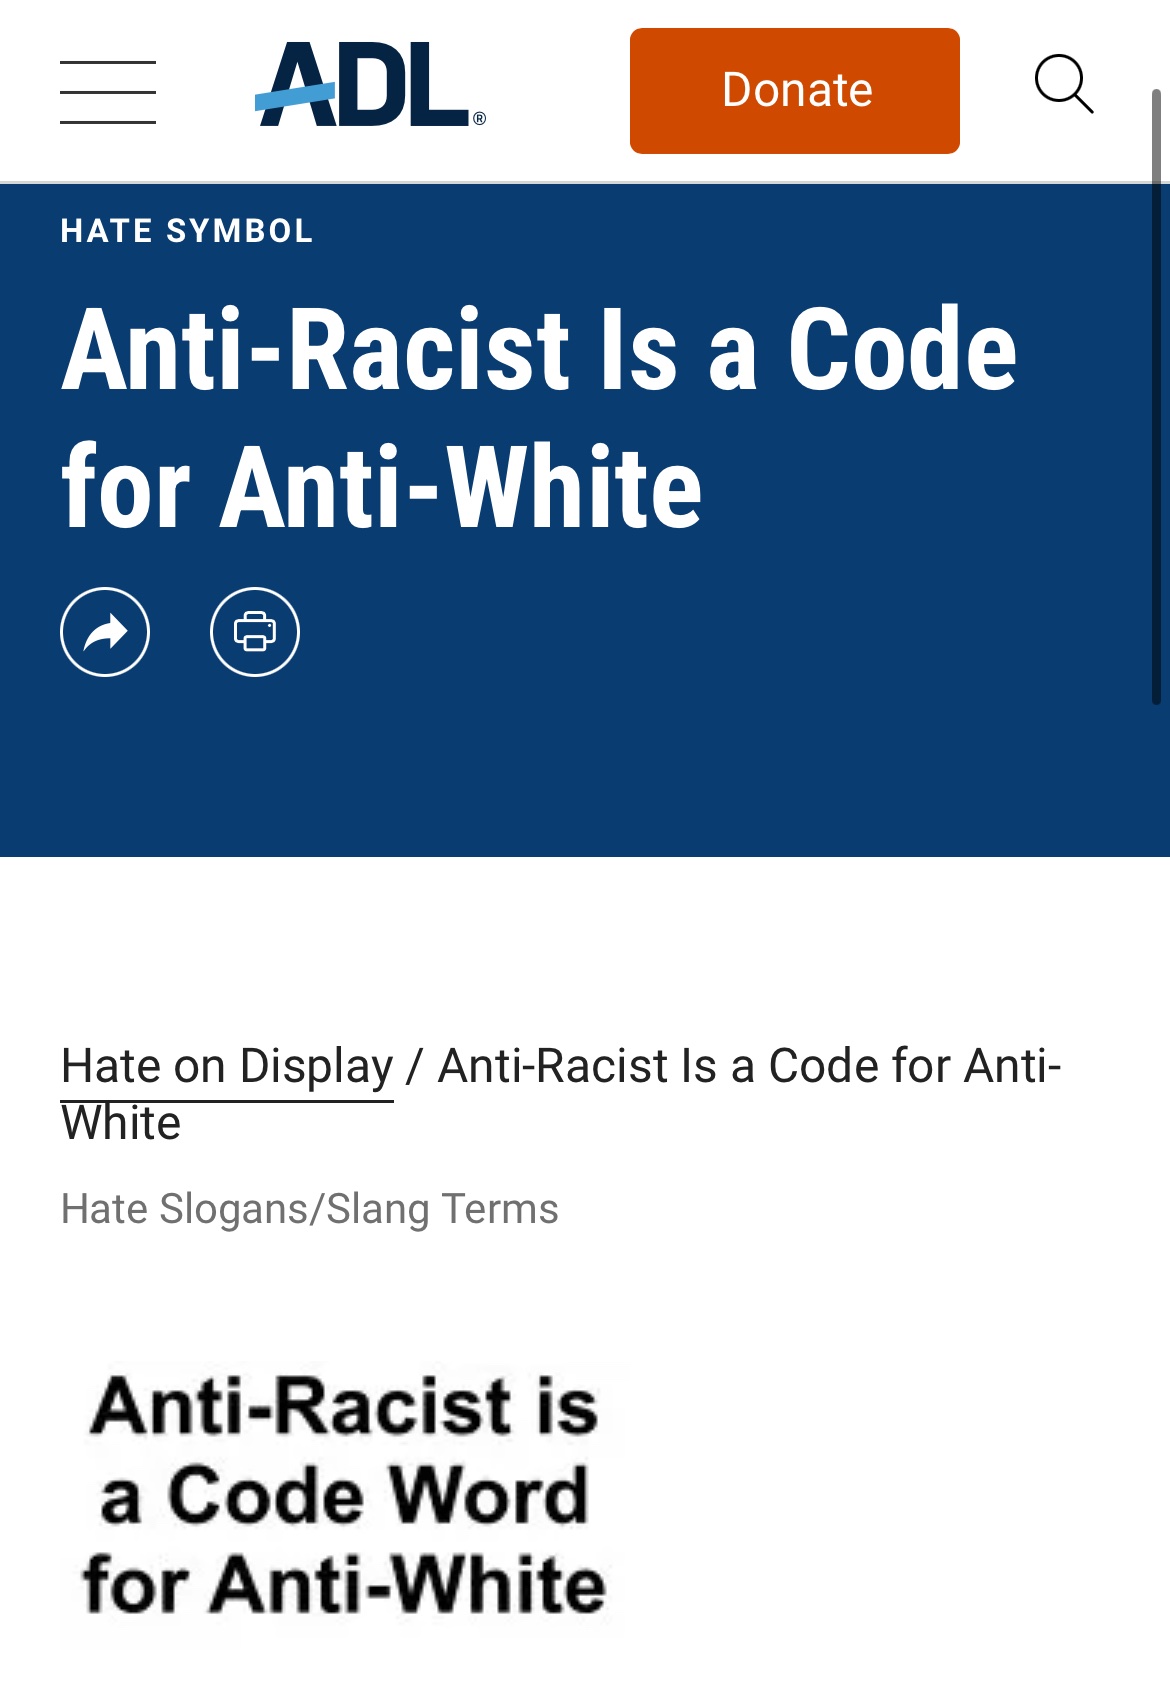 ADL®
Donate
HATE SYMBOL
Anti-Racist Is a Code
for Anti-White
Hate on Display / Anti-Racist Is a Code for Anti-
White
Hate Slogans/Slang Terms
Anti-Racist is
a Code Word
for Anti-White